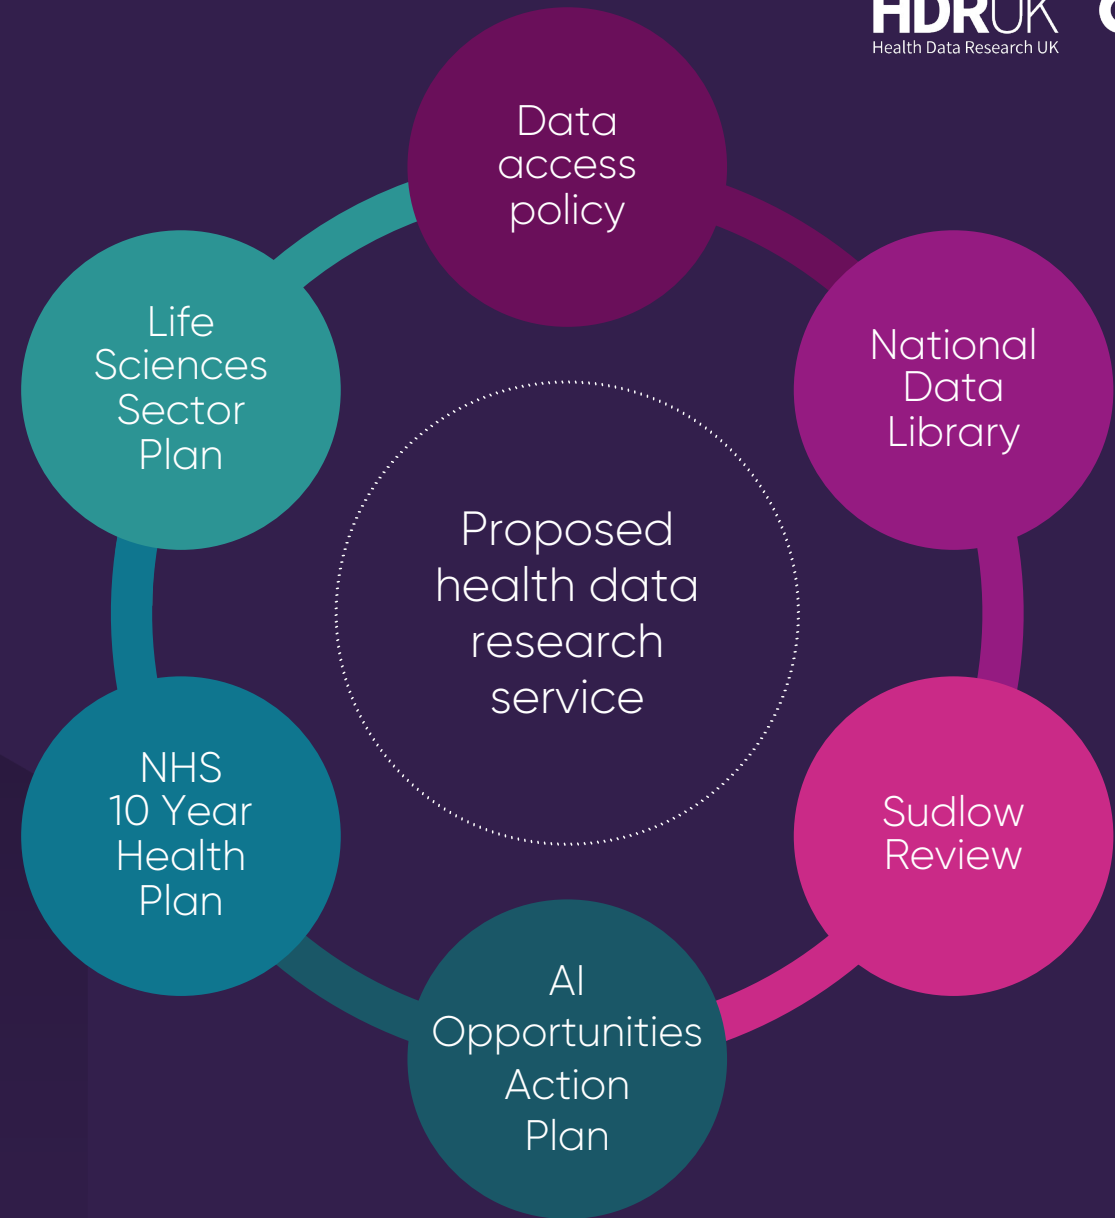 HDRUK
Health Data Research UK
Data
access
policy
National
Data
Library
Sudlow
Review
AI
Opportunities
Action
Plan
NHS
10 Year
Health
Plan
Life
Sciences
Sector
Plan
Proposed
health data
research
service